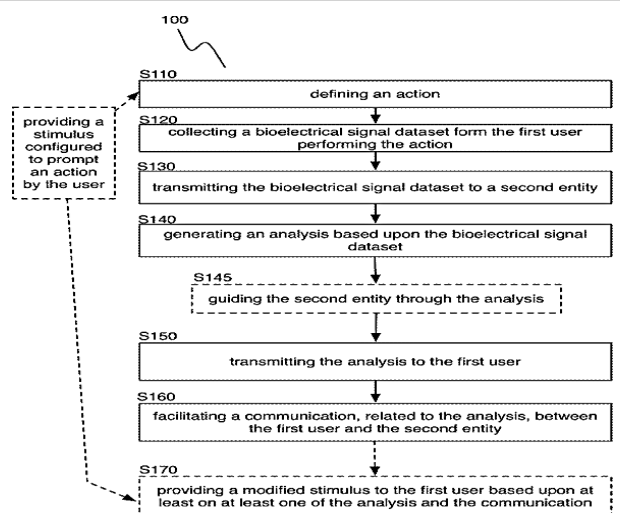 100
S110
defining an action
providing a
stimulus
configured
to prompt
an action
by the user
S120
collecting a bioelectrical signal dataset form the first user
performing the action
S130
transmitting the bioelectrical signal dataset to a second entity
S140
generating an analysis based upon the bioelectrical signal
dataset
S145
guiding the second entity through the analysis
S150
transmitting the analysis to the first user
S160
facilitating a communication, related to the analysis, between
the first user and the second entity
S170
providing a modified stimulus to the first user based upon at
least on at least one of the analysis and the communication